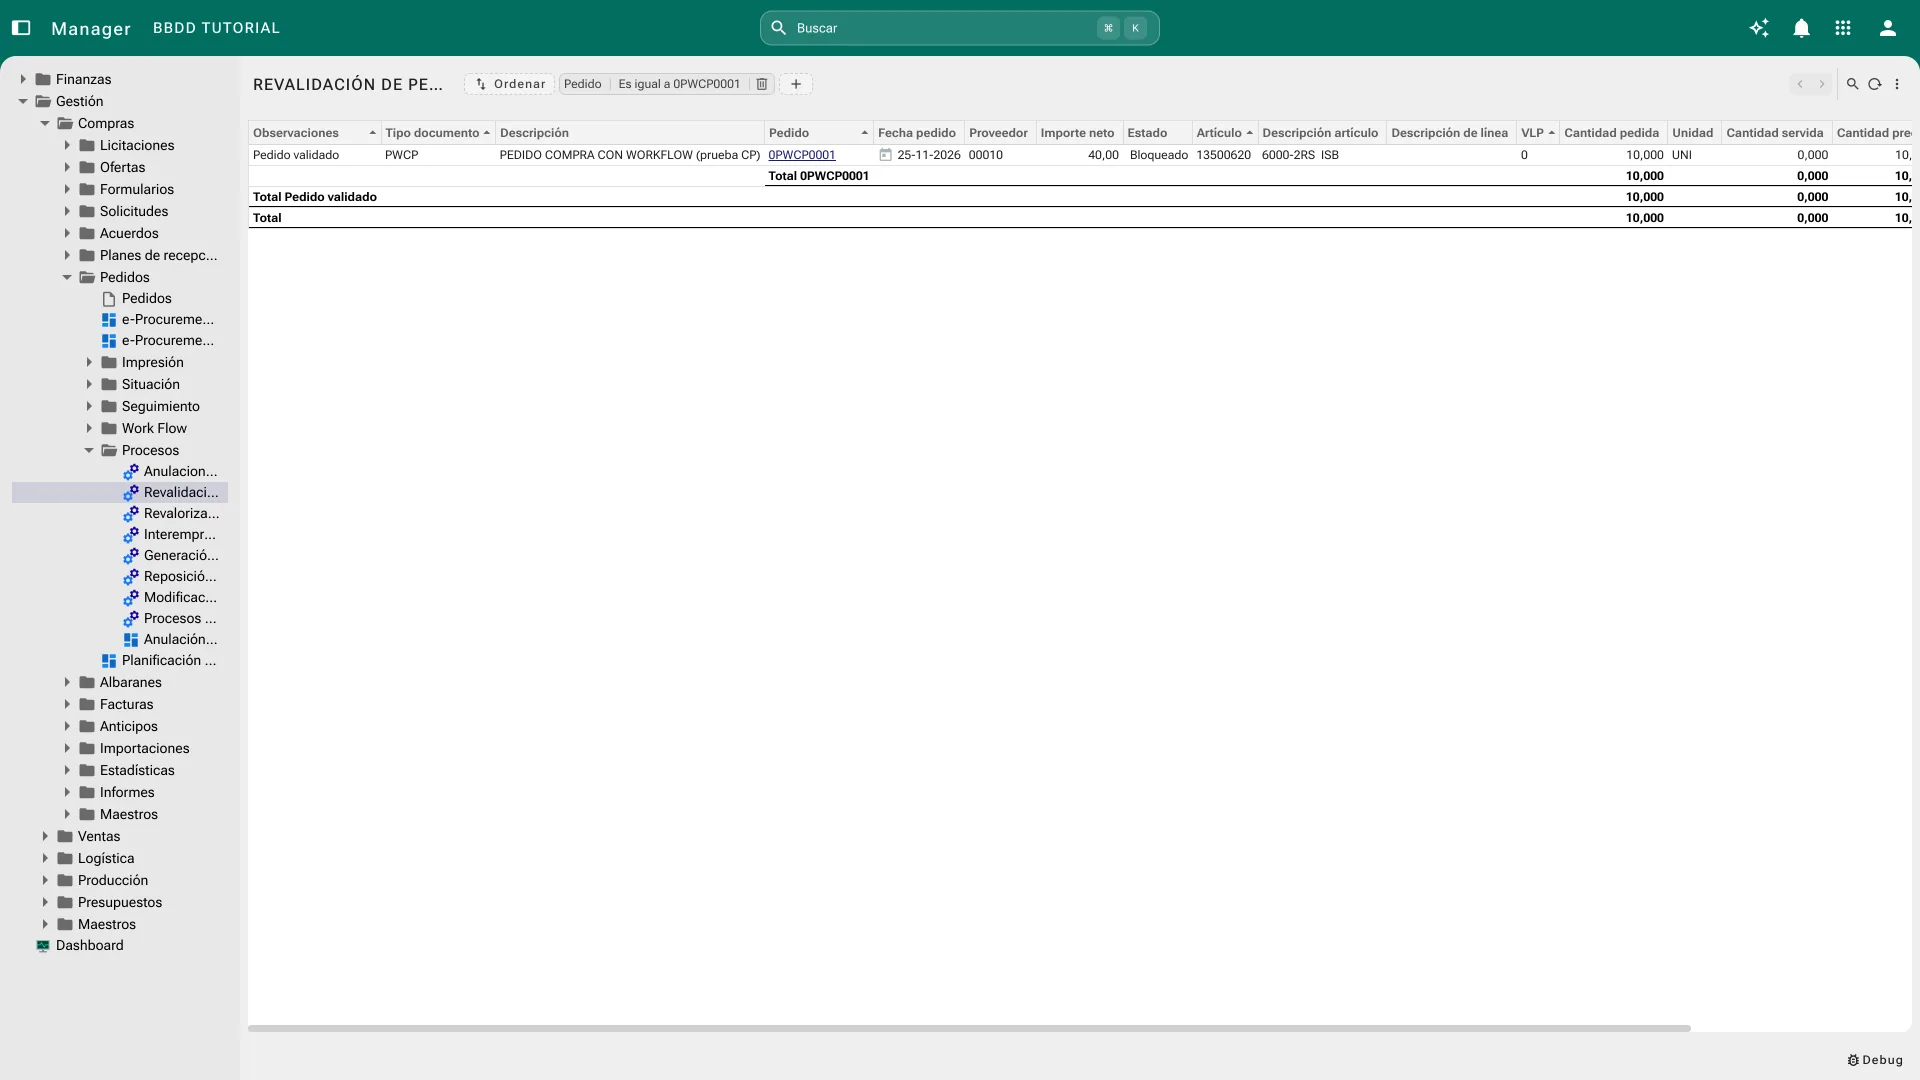 Manager BBDD TUTORIAL Buscar ⌘ K
Finanzas
Gestión
Compras
Licitaciones
Ofertas
Formularios
Solicitudes
Acuerdos
Planes de recepc...
Pedidos
Pedidos
e-Procureme...
e-Procureme...
Impresión
Situación
Seguimiento
Work Flow
Procesos
Anulacion...
Revalidaci...
Revaloriza...
Interempr...
Generació...
Reposició...
Modificac...
Procesos ...
Anulación...
Planificación ...
Albaranes
Facturas
Anticipos
Importaciones
Estadísticas
Informes
Maestros
Ventas
Logística
Producción
Presupuestos
Maestros
Dashboard
REVALIDACIÓN DE PE... Ordenar Pedido Es igual a 0PWCP0001
Observaciones Tipo documento Descripción Pedido Fecha pedido Proveedor Importe neto Estado Artículo Descripción artículo Descripción de línea VLP Cantidad pedida Unidad Cantidad servida Cantidad pre
Pedido validado PWCP PEDIDO COMPRA CON WORKFLOW (prueba CP) 0PWCP0001 25-11-2026 00010 40,00 Bloqueado 13500620 6000-2RS ISB 0 10,000 UNI 0,000 10,
Total 0PWCP0001 10,000 0,000 10,
Total Pedido validado 10,000 0,000 10,
Total 10,000 0,000 10,
Debug